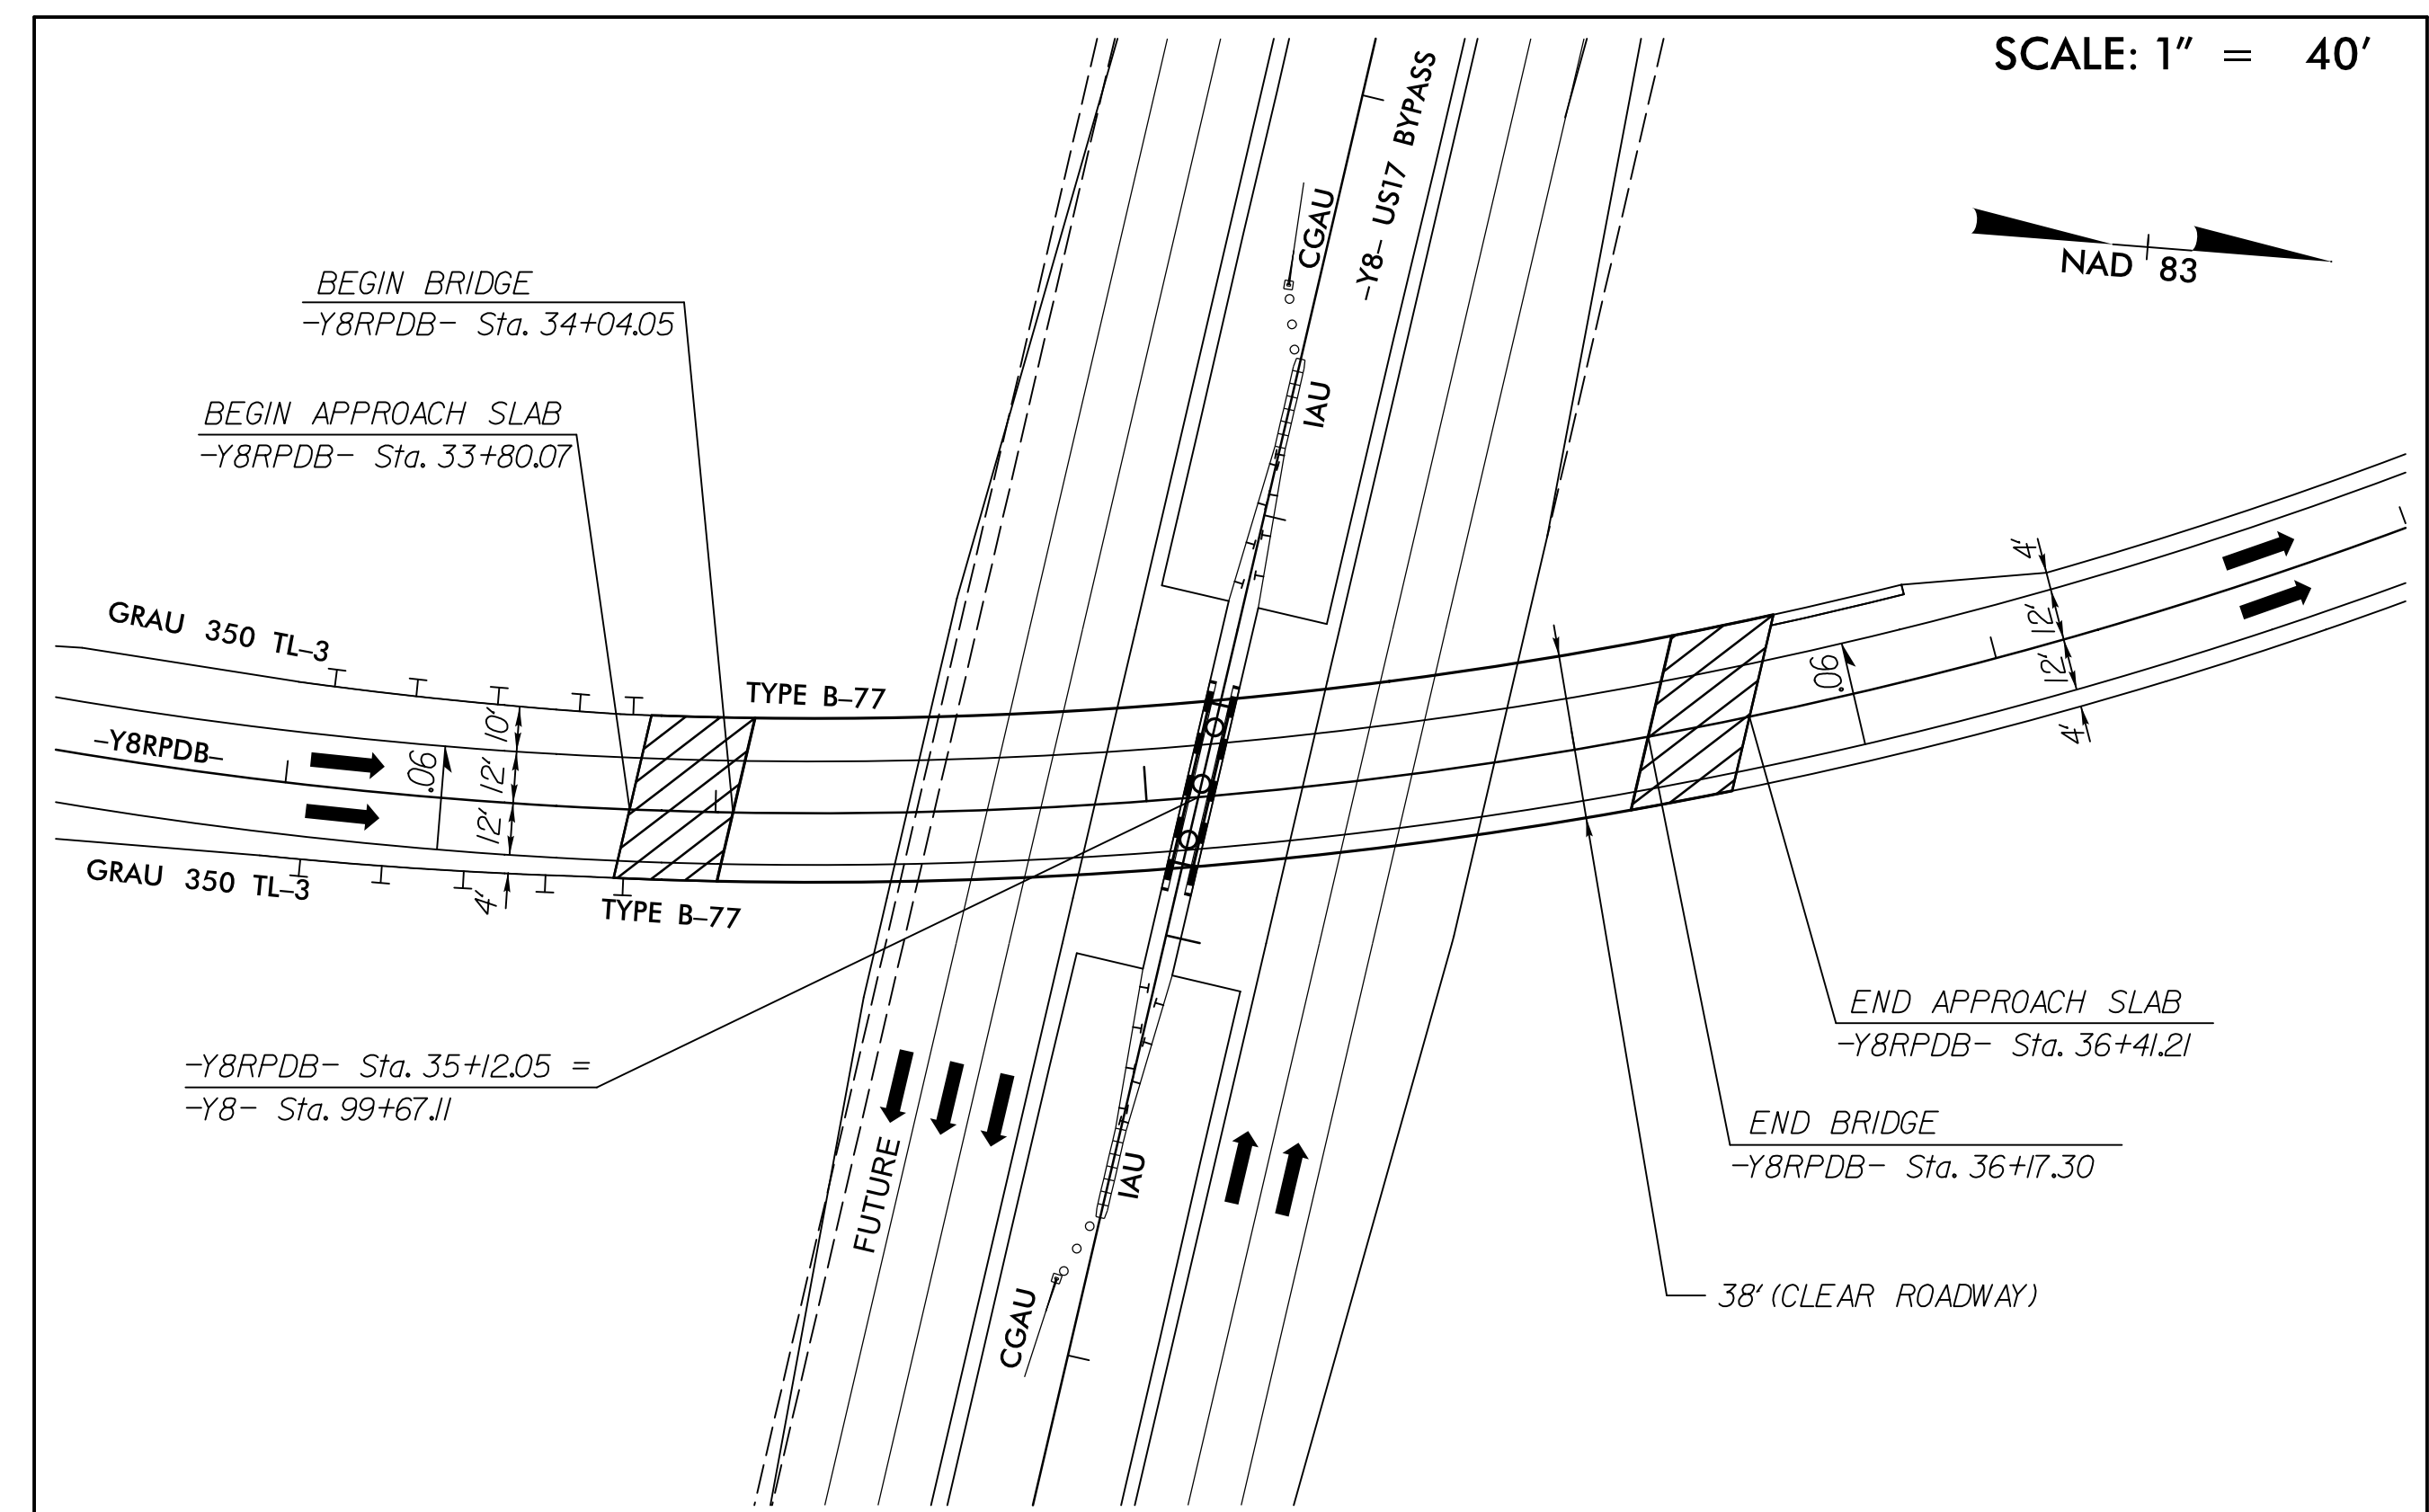 SCALE: 1" = 40'
-Y8- US17 BYPASS
CGAU
NAD 83
BEGIN BRIDGE
-Y8RPDB- Sta. 34+04.05
IAU
BEGIN APPROACH SLAB
-Y8RPDB- Sta. 33+80.07
GRAU 350 TL-3
TYPE B-77
4'
12'
12'
4'
.06
-Y8RPDB-
10'
12'
12'
4'
.06
GRAU 350 TL-3
TYPE B-77
END APPROACH SLAB
-Y8RPDB- Sta. 36+41.21
-Y8RPDB- Sta. 35+12.05 =
-Y8- Sta. 99+67.11
END BRIDGE
-Y8RPDB- Sta. 36+17.30
FUTURE
IAU
CGAU
38' (CLEAR ROADWAY)